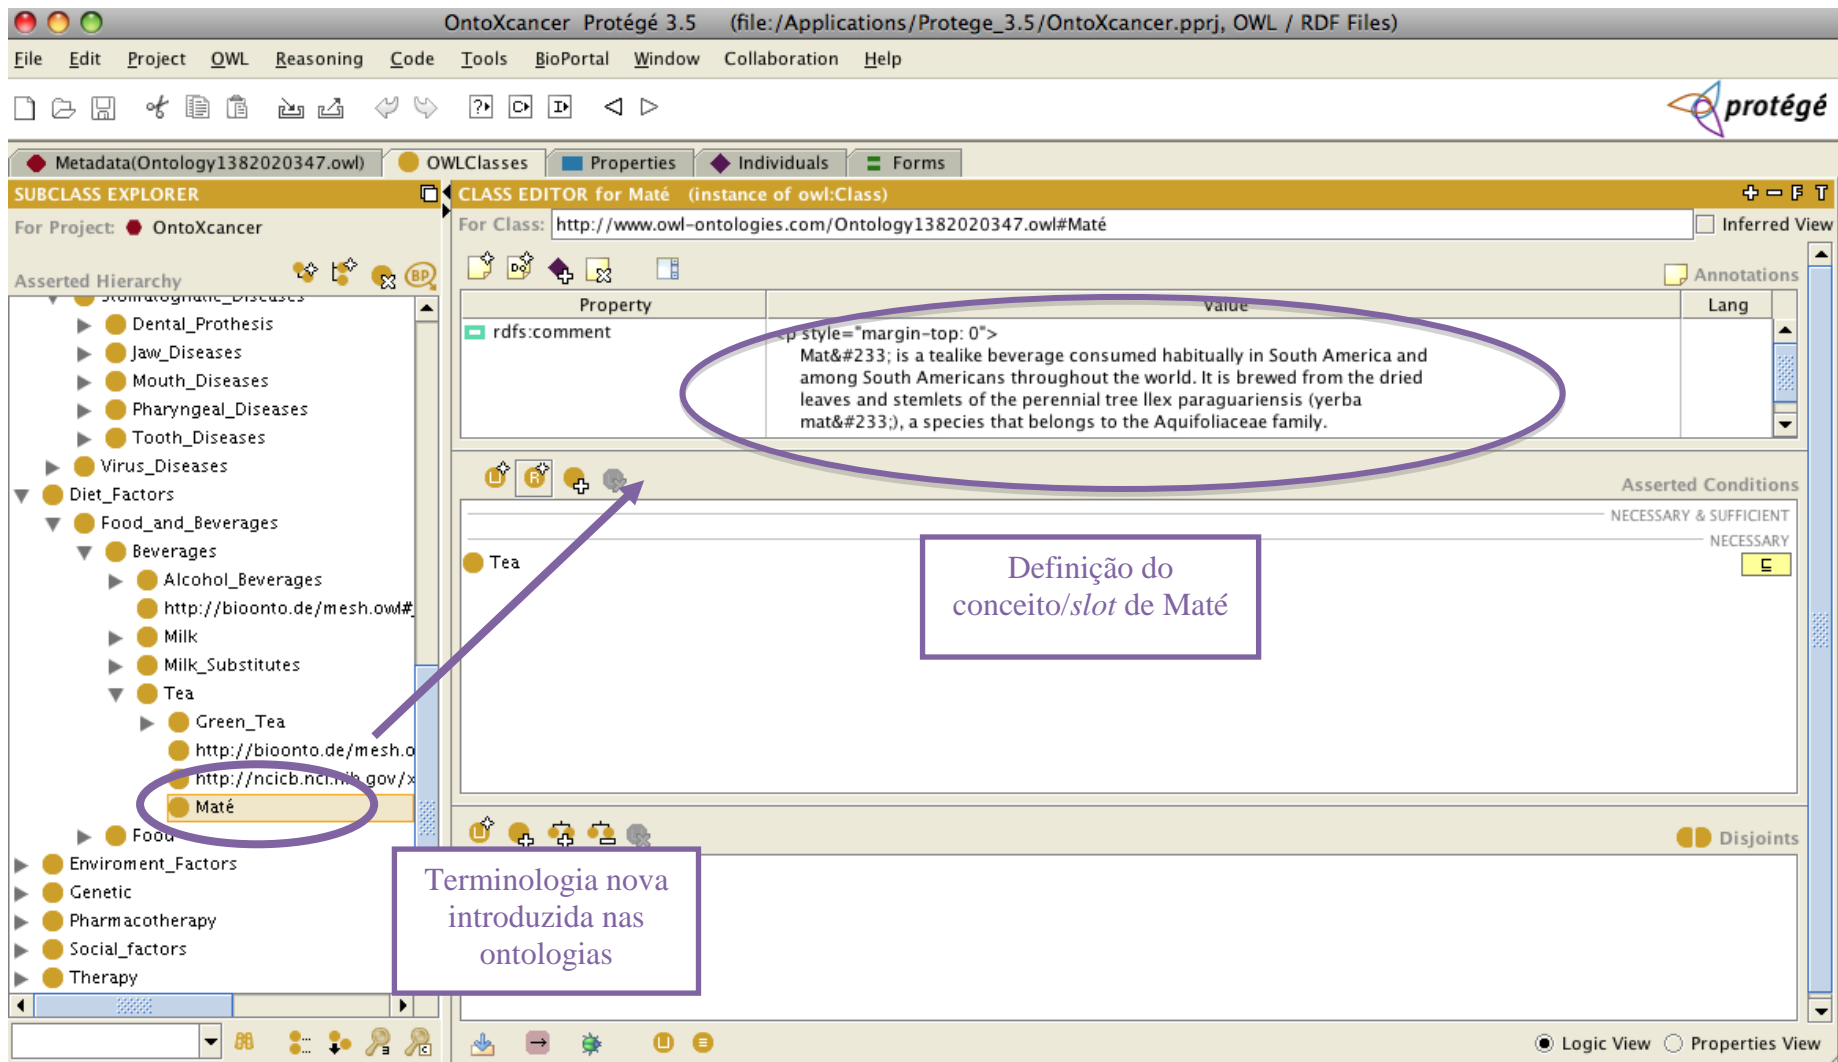 OntoXcancer Protégé 3.5 (file:/Applications/Protege_3.5/OntoXcancer.pprj, OWL / RDF Files)
File Edit Project OWL Reasoning Code Tools BioPortal Window Collaboration Help
protégé
Metadata(Ontology1382020347.owl) OWLClasses Properties Individuals Forms
SUBCLASS EXPLORER
For Project: OntoXcancer
Asserted Hierarchy
Stomatognatic_Diseases
Dental_Prothesis
Jaw_Diseases
Mouth_Diseases
Pharyngeal_Diseases
Tooth_Diseases
Virus_Diseases
Diet_Factors
Food_and_Beverages
Beverages
Alcohol_Beverages
http://bioonto.de/mesh.owl#_
Milk
Milk_Substitutes
Tea
Green_Tea
http://bioonto.de/mesh.o
http://ncicb.nci.nih.gov/x
Maté
Food
Enviroment_Factors
Genetic
Pharmacotherapy
Social_factors
Therapy
CLASS EDITOR for Maté (instance of owl:Class)
For Class: http://www.owl-ontologies.com/Ontology1382020347.owl#Maté
Inferred View
Annotations
Property Value Lang
rdfs:comment
<p style="margin-top: 0">
Mat&#233; is a tealike beverage consumed habitually in South America and
among South Americans throughout the world. It is brewed from the dried
leaves and stemlets of the perennial tree Ilex paraguariensis (yerba
mat&#233;), a species that belongs to the Aquifoliaceae family.
Asserted Conditions
NECESSARY & SUFFICIENT
NECESSARY
Tea
⊑
Definição do
conceito/slot de Maté
Disjoints
Terminologia nova
introduzida nas
ontologias
Logic View Properties View